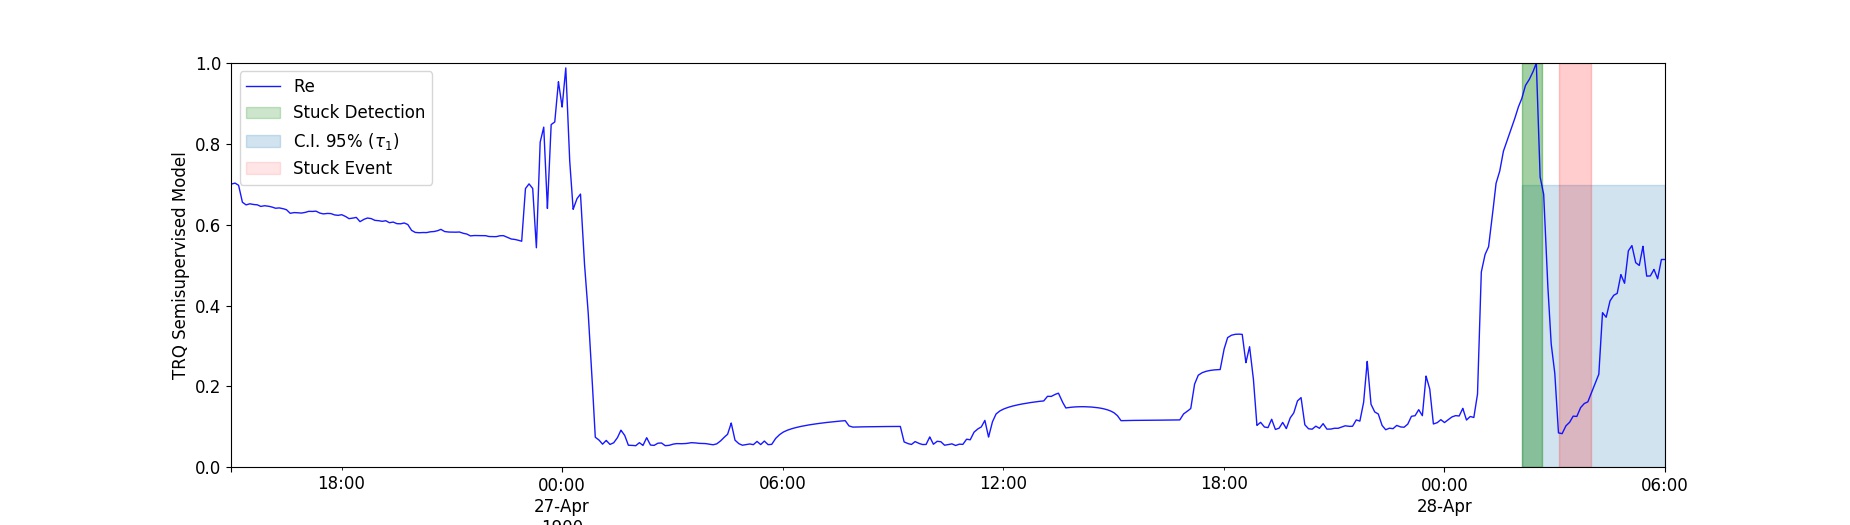 TRQ Semisupervised Model
1.0
0.8
0.6
0.4
0.2
0.0
Re
Stuck Detection
C.I. 95% (τ₁)
Stuck Event
18:00
00:00
27-Apr
1900
06:00
12:00
18:00
00:00
28-Apr
06:00